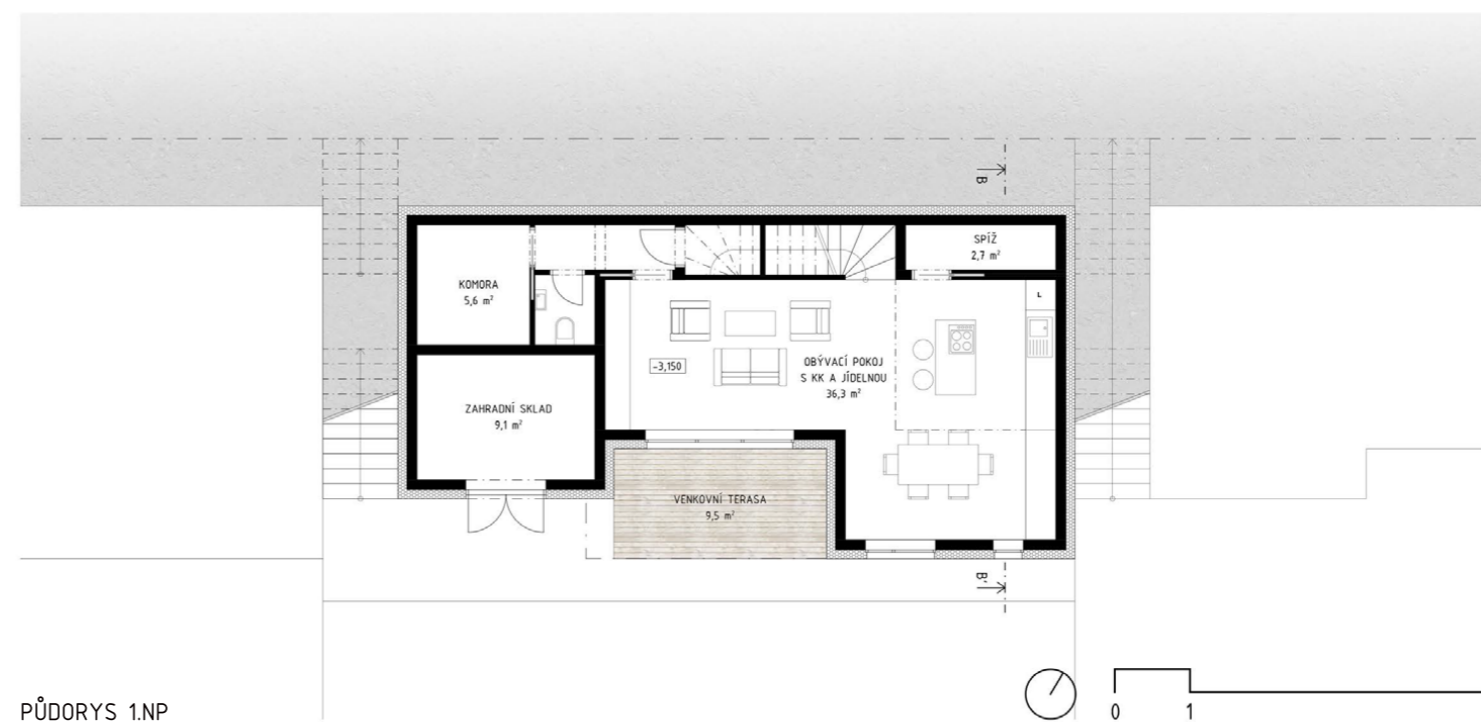 B
SPÍŽ
2,7 m²
KOMORA
5,6 m²
L
-3,150
OBÝVACÍ POKOJ
S KK A JÍDELNOU
36,3 m²
ZAHRADNÍ SKLAD
9,1 m²
VENKOVNÍ TERASA
9,5 m²
B'
PŮDORYS 1.NP
0 1